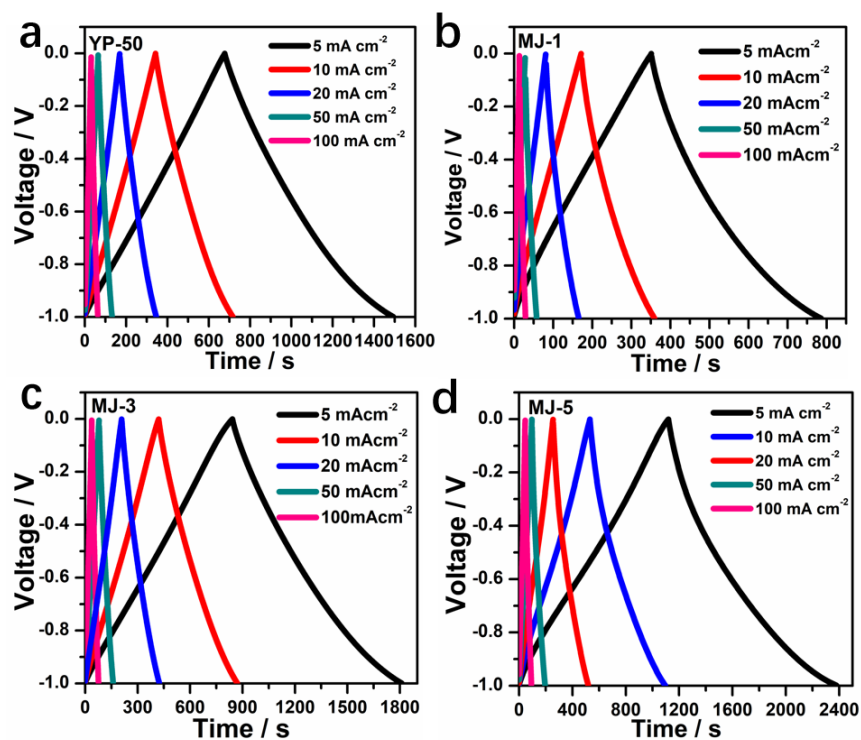 a
YP-50
5 mA cm⁻²
10 mA cm⁻²
20 mA cm⁻²
50 mA cm⁻²
100 mA cm⁻²
0.0
-0.2
-0.4
-0.6
-0.8
-1.0
Voltage / V
0 200 400 600 800 1000 1200 1400 1600
Time / s
b
MJ-1
5 mAcm⁻²
10 mAcm⁻²
20 mAcm⁻²
50 mAcm⁻²
100 mAcm⁻²
0.0
-0.2
-0.4
-0.6
-0.8
-1.0
Voltage / V
0 100 200 300 400 500 600 700 800
Time / s
c
MJ-3
5 mAcm⁻²
10 mAcm⁻²
20 mAcm⁻²
50 mAcm⁻²
100mAcm⁻²
0.0
-0.2
-0.4
-0.6
-0.8
-1.0
Voltage / V
0 300 600 900 1200 1500 1800
Time / s
d
MJ-5
5 mA cm⁻²
10 mA cm⁻²
20 mA cm⁻²
50 mA cm⁻²
100 mA cm⁻²
0.0
-0.2
-0.4
-0.6
-0.8
-1.0
Voltage / V
0 400 800 1200 1600 2000 2400
Time / s